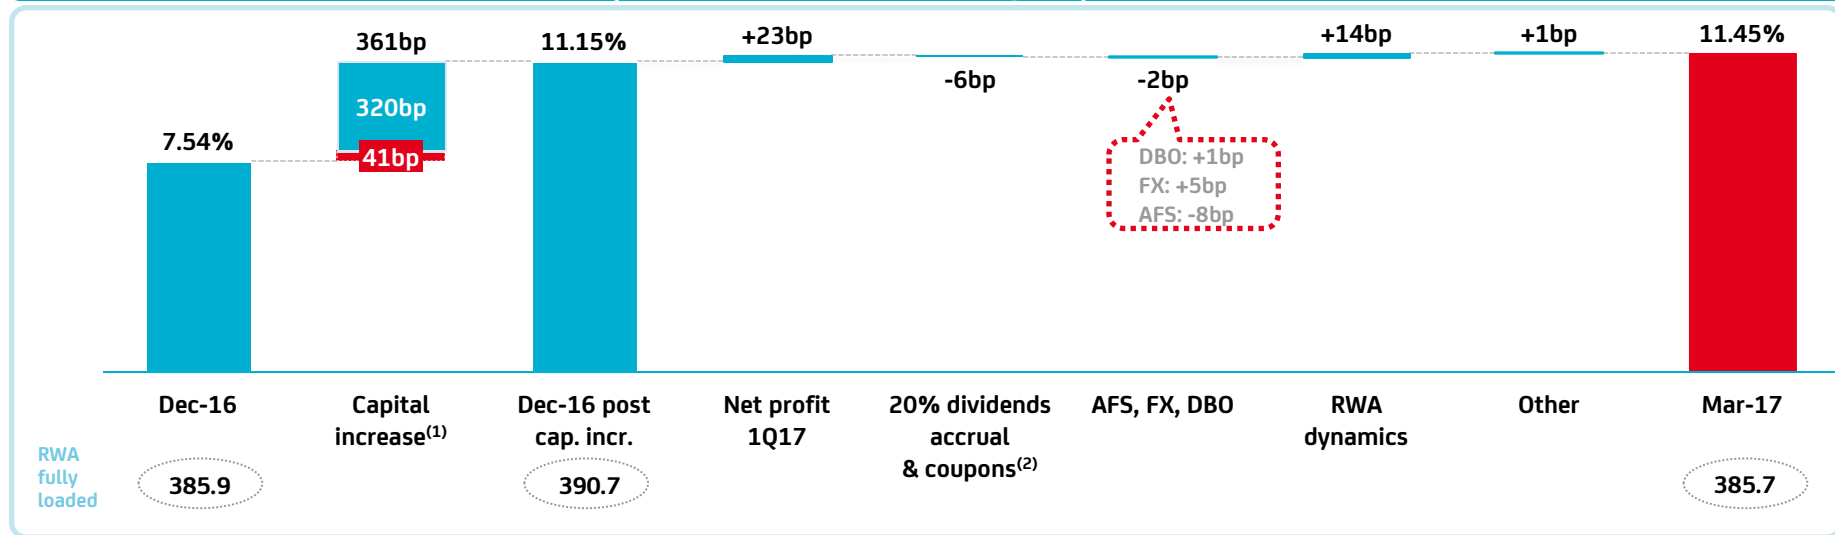 361bp
11.15%
+23bp
+14bp
+1bp
11.45%
-6bp
-2bp
320bp
7.54%
41bp
DBO: +1bp
FX: +5bp
AFS: -8bp
Dec-16
Capital
increase(1)
Dec-16 post
cap. incr.
Net profit
1Q17
20% dividends
accrual
& coupons(2)
AFS, FX, DBO
RWA
dynamics
Other
Mar-17
RWA
fully
loaded
385.9
390.7
385.7